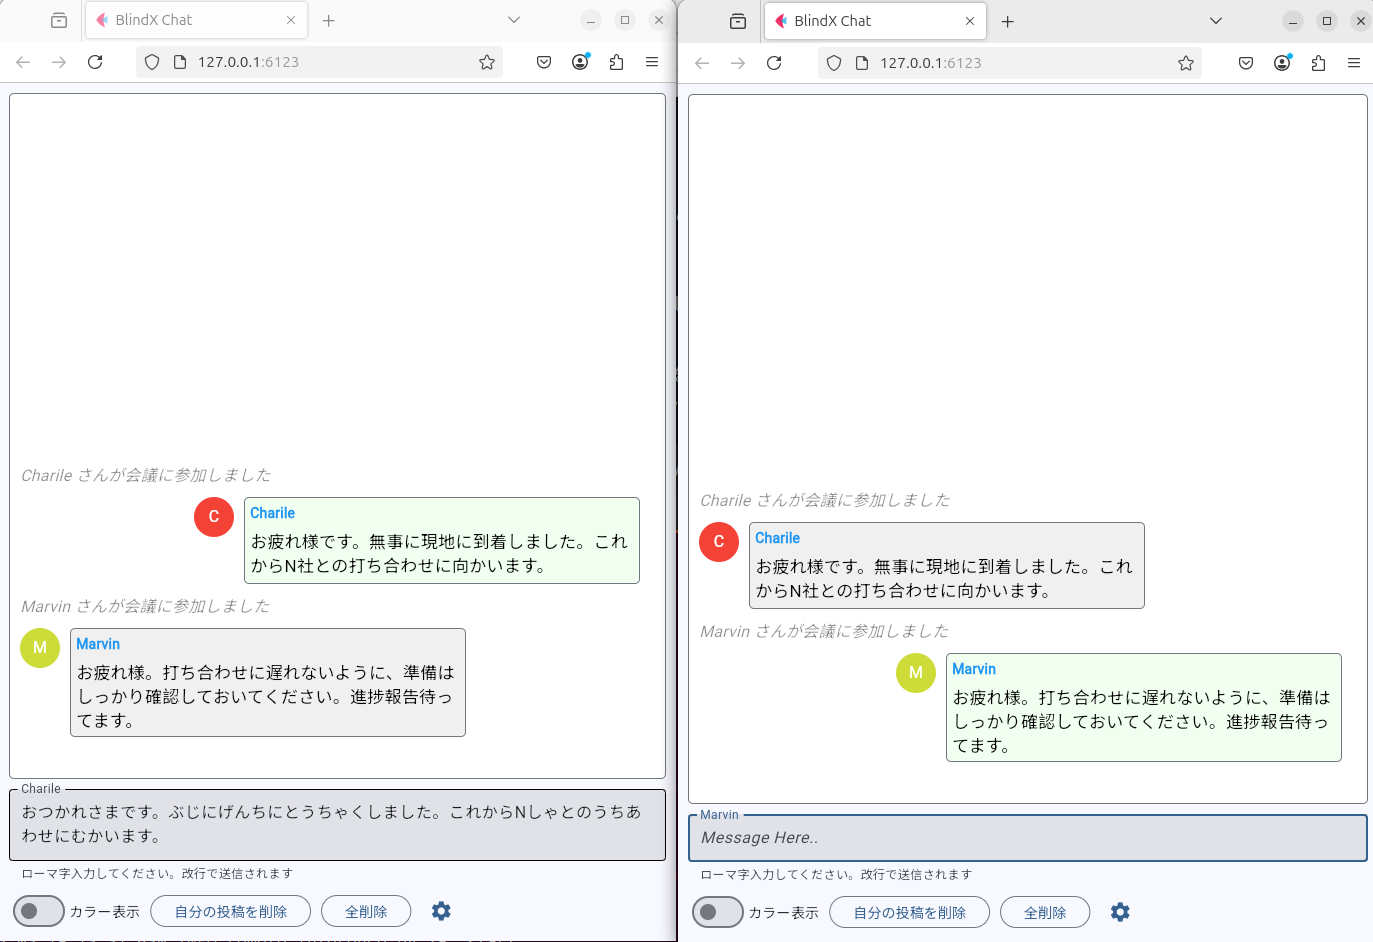 BlindX Chat
127.0.0.1:6123
Charile さんが会議に参加しました
C
Charile
お疲れ様です。無事に現地に到着しました。これ
からN社との打ち合わせに向かいます。
Marvin さんが会議に参加しました
M
Marvin
お疲れ様。打ち合わせに遅れないように、準備は
しっかり確認しておいてください。進捗報告待っ
てます。
Charile
おつかれさまです。ぶじにげんちにとうちゃくしました。これからNしゃとのうちあ
わせにむかいます。
ローマ字入力してください。改行で送信されます
カラー表示 自分の投稿を削除 全削除
BlindX Chat
127.0.0.1:6123
Charile さんが会議に参加しました
C
Charile
お疲れ様です。無事に現地に到着しました。これ
からN社との打ち合わせに向かいます。
Marvin さんが会議に参加しました
M
Marvin
お疲れ様。打ち合わせに遅れないように、準備は
しっかり確認しておいてください。進捗報告待っ
てます。
Marvin
Message Here..
ローマ字入力してください。改行で送信されます
カラー表示 自分の投稿を削除 全削除